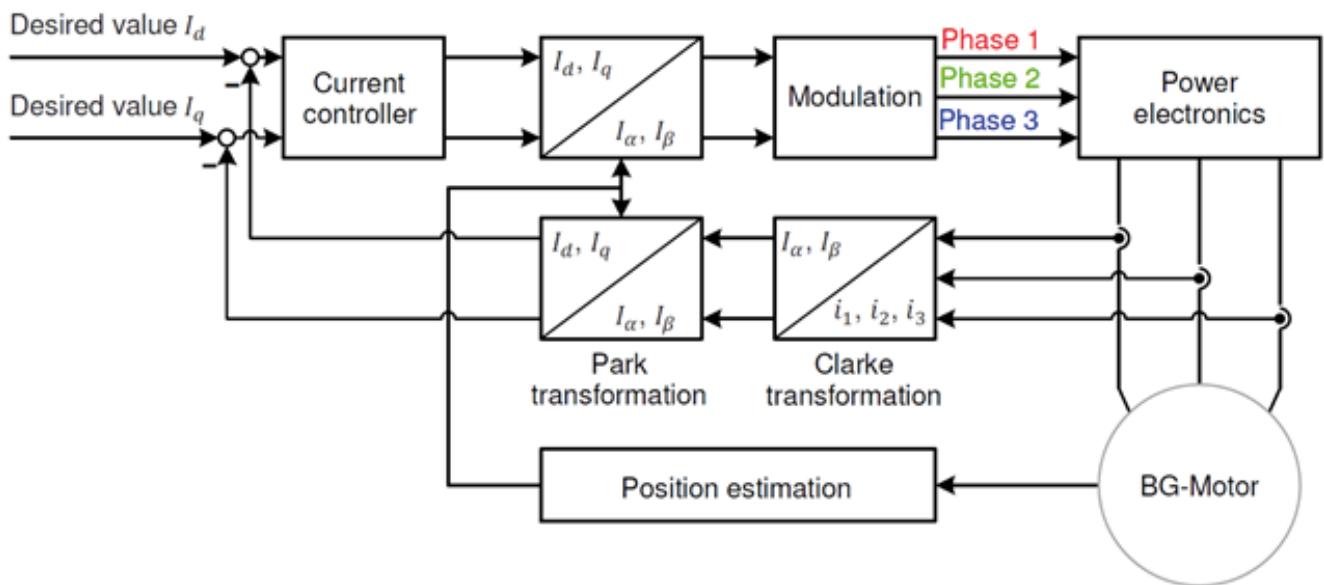 Desired value I_d
Desired value I_q
Current
controller
I_d, I_q
I_α, I_β
Modulation
Phase 1
Phase 2
Phase 3
Power
electronics
I_d, I_q
I_α, I_β
Park
transformation
I_α, I_β
i_1, i_2, i_3
Clarke
transformation
Position estimation
BG-Motor